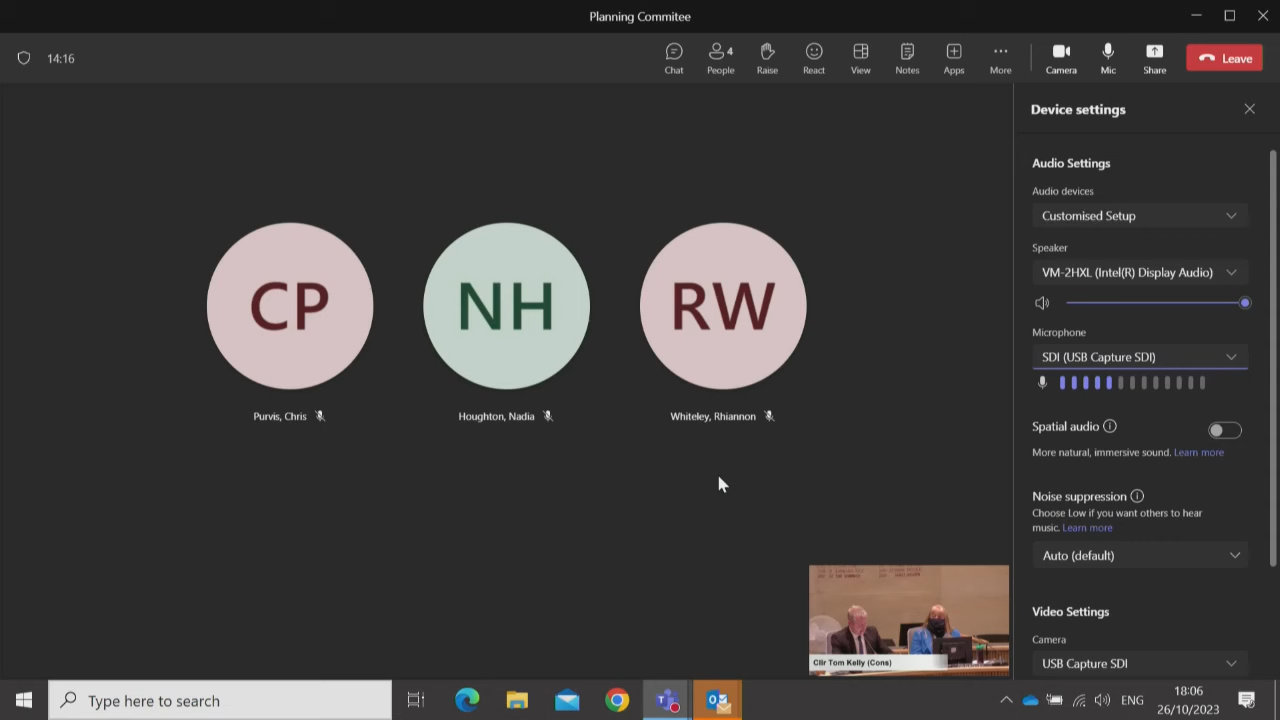 Planning Commitee
14:16
Chat
People
4
Raise
React
View
Notes
Apps
More
Camera
Mic
Share
Leave
Device settings
Audio Settings
Audio devices
Customised Setup
Speaker
VM-2HXL (Intel(R) Display Audio)
Microphone
SDI (USB Capture SDI)
Spatial audio
More natural, immersive sound. Learn more
Noise suppression
Choose Low if you want others to hear
music. Learn more
Auto (default)
Video Settings
Camera
USB Capture SDI
CP
NH
RW
Purvis, Chris
Houghton, Nadia
Whiteley, Rhiannon
Cllr Tom Kelly (Cons)
Type here to search
ENG
18:06
26/10/2023